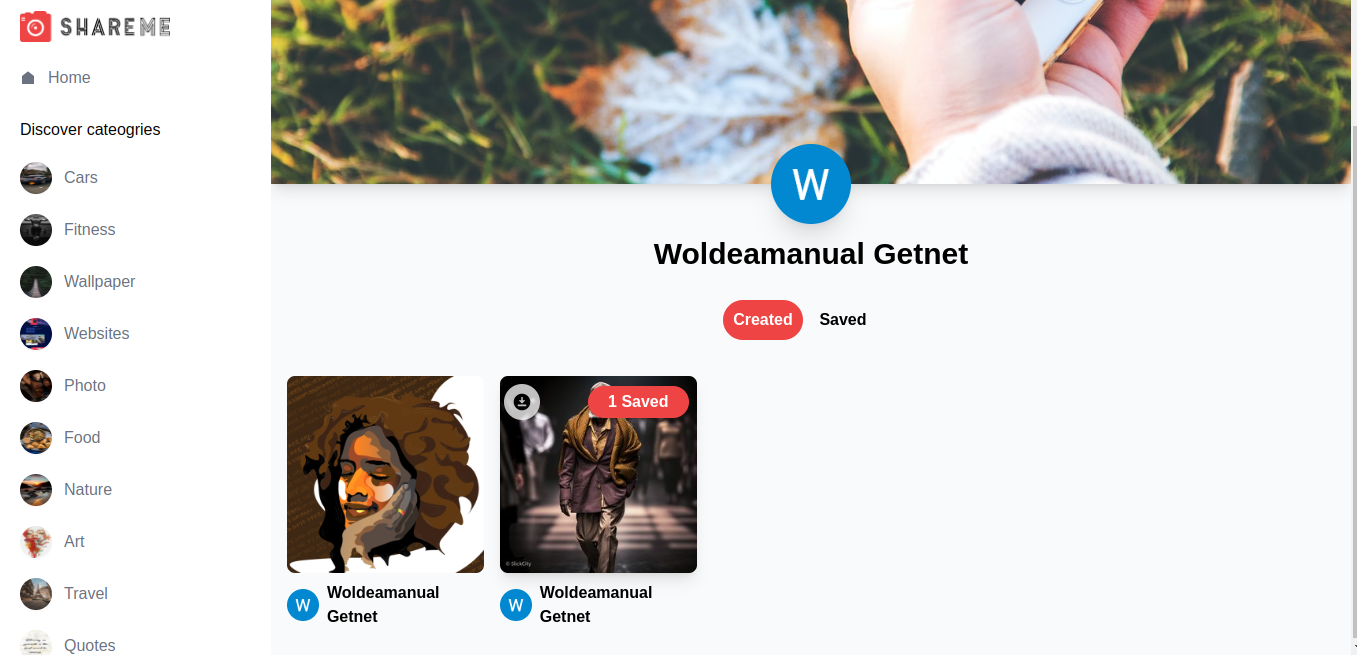 SHAREME
Home
Discover cateogries
Cars
Fitness
Wallpaper
Websites
Photo
Food
Nature
Art
Travel
Quotes
W
Woldeamanual Getnet
Created
Saved
1 Saved
© SlickCity
W
Woldeamanual
Getnet
W
Woldeamanual
Getnet